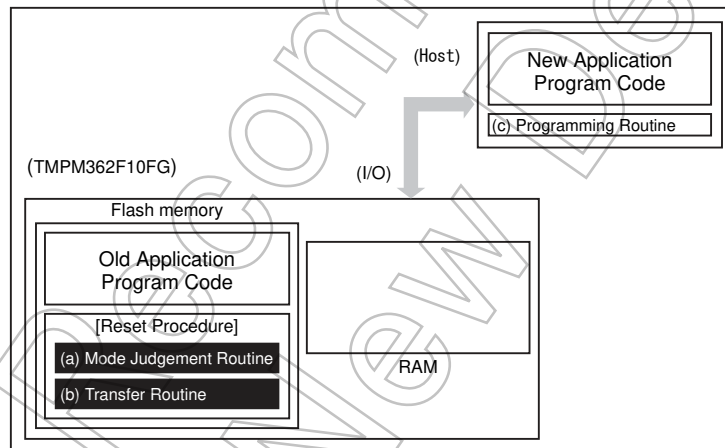 (Host)
New Application
Program Code
(c) Programming Routine
(TMPM362F10FG)
(I/O)
Flash memory
Old Application
Program Code
[Reset Procedure]
(a) Mode Judgement Routine
(b) Transfer Routine
RAM